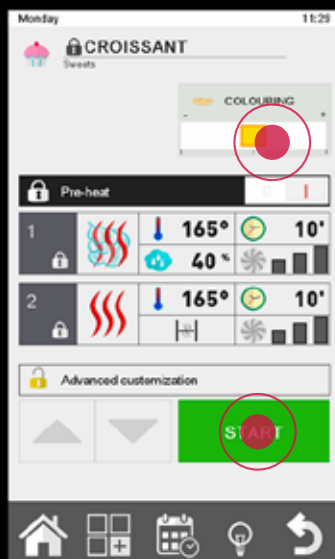 Monday 11:29
CROISSANT
Sweets
COLOURING
- +
Pre-heat 0 I
1 165° 10'
40 %
2 165° 10'
Advanced customization
START